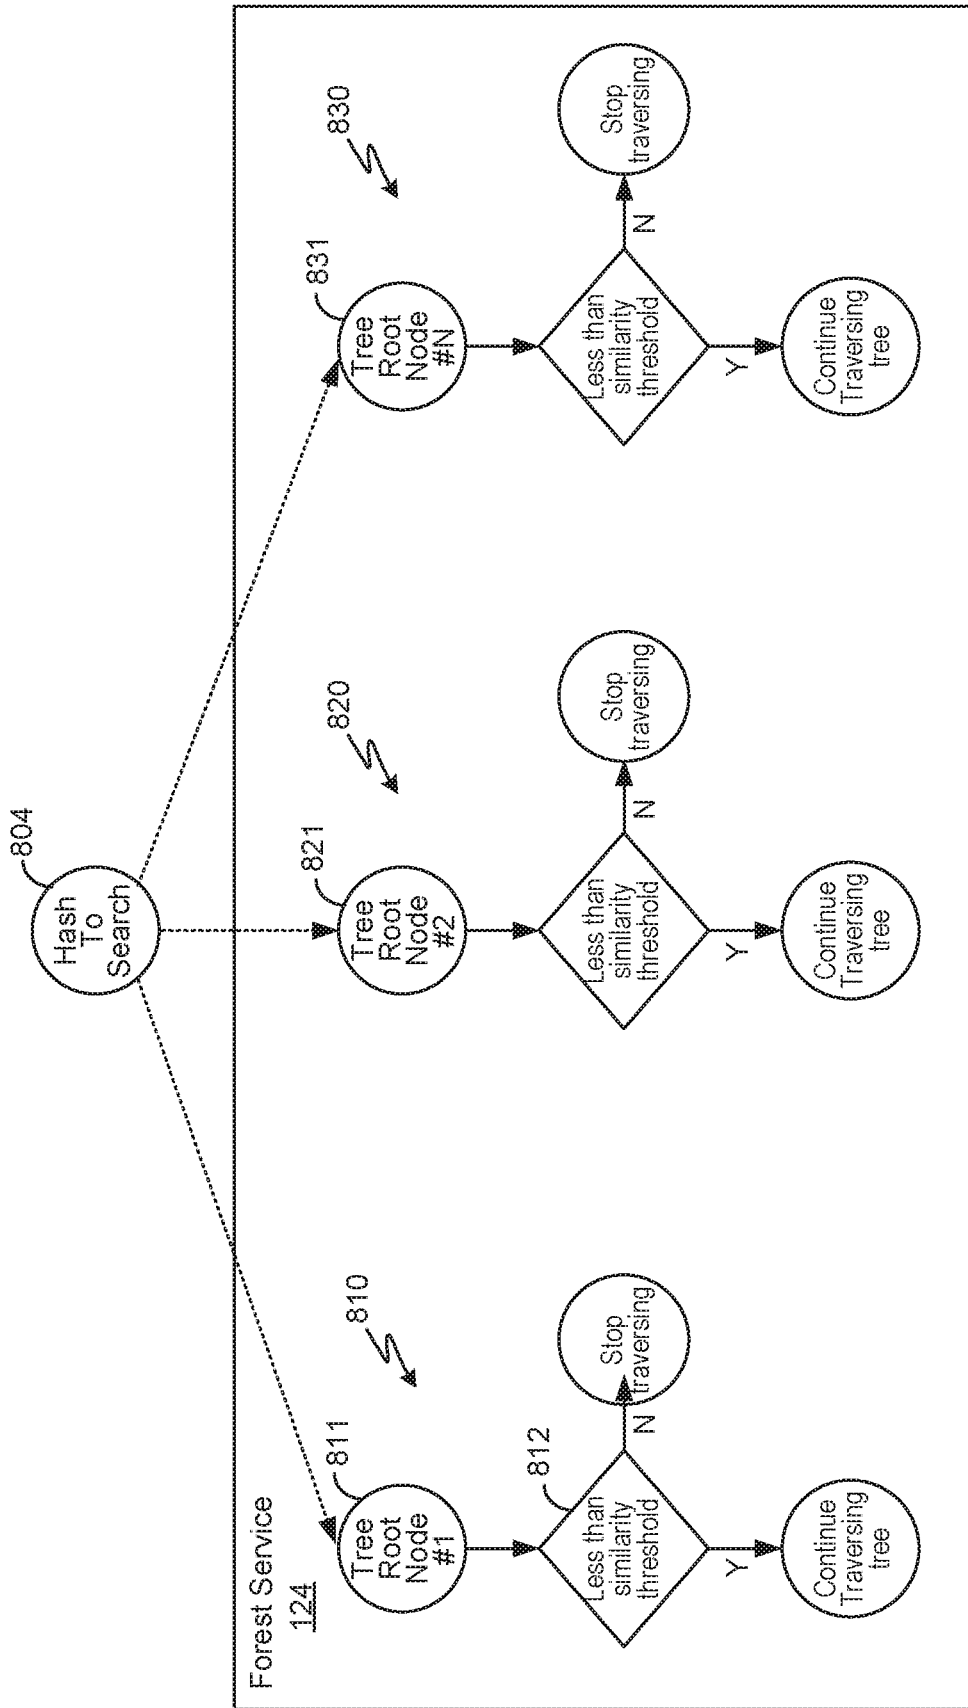 Hash
To
Search
804
Forest Service
124
Tree
Root
Node
#1
811
810
Less than
similarity
threshold
812
N
Stop
traversing
Y
Continue
Traversing
tree
Tree
Root
Node
#2
821
820
Less than
similarity
threshold
N
Stop
traversing
Y
Continue
Traversing
tree
Tree
Root
Node
#N
831
830
Less than
similarity
threshold
N
Stop
traversing
Y
Continue
Traversing
tree